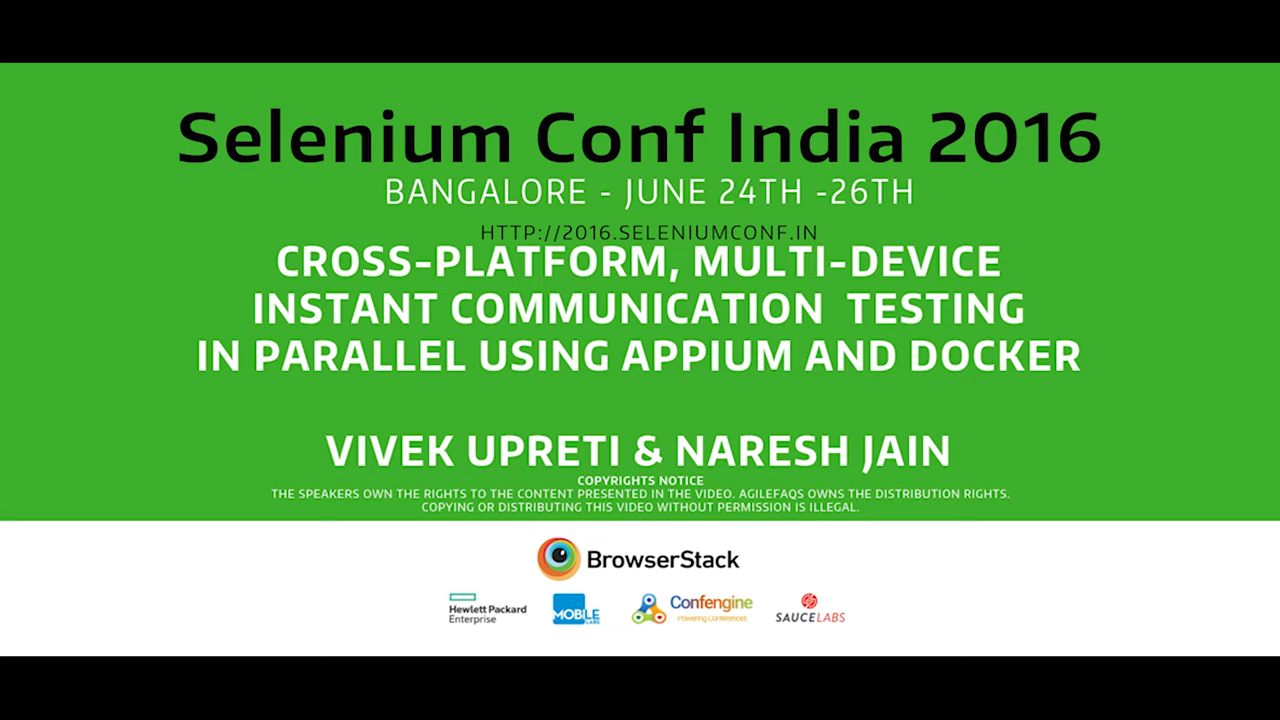 Selenium Conf India 2016
BANGALORE - JUNE 24TH -26TH
HTTP://2016.SELENIUMCONF.IN
CROSS-PLATFORM, MULTI-DEVICE
INSTANT COMMUNICATION TESTING
IN PARALLEL USING APPIUM AND DOCKER
VIVEK UPRETI & NARESH JAIN
COPYRIGHTS NOTICE
THE SPEAKERS OWN THE RIGHTS TO THE CONTENT PRESENTED IN THE VIDEO. AGILEFAQS OWNS THE DISTRIBUTION RIGHTS.
COPYING OR DISTRIBUTING THIS VIDEO WITHOUT PERMISSION IS ILLEGAL.
BrowserStack
Hewlett Packard
Enterprise
MOBILE
LABS
Confengine
Powering Conferences
SAUCELABS